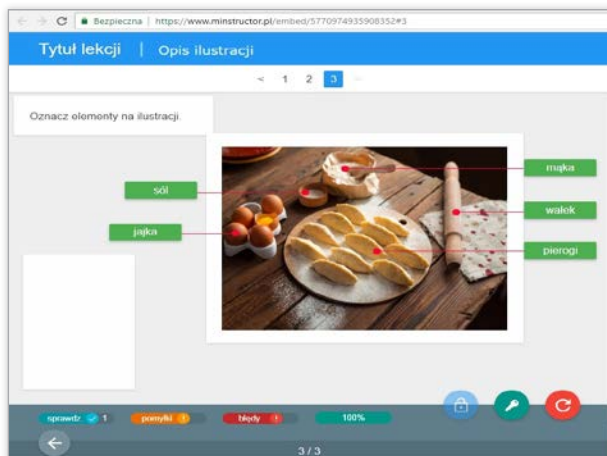 Bezpieczna | https://www.minstructor.pl/embed/5770974935908352#3
Tytuł lekcji | Opis ilustracji
< 1 2 3
Oznacz elementy na ilustracji.
mąka
sól
wałek
jajka
pierogi
sprawdź 1 pomyłki błędy 100%
3 / 3